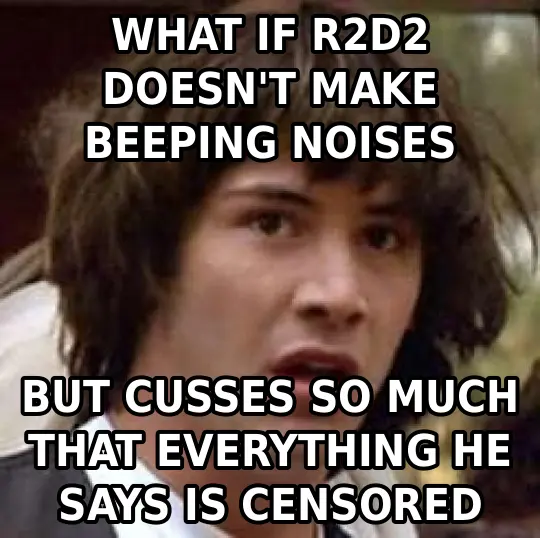 WHAT IF R2D2
DOESN'T MAKE
BEEPING NOISES
BUT CUSSES SO MUCH
THAT EVERYTHING HE
SAYS IS CENSORED